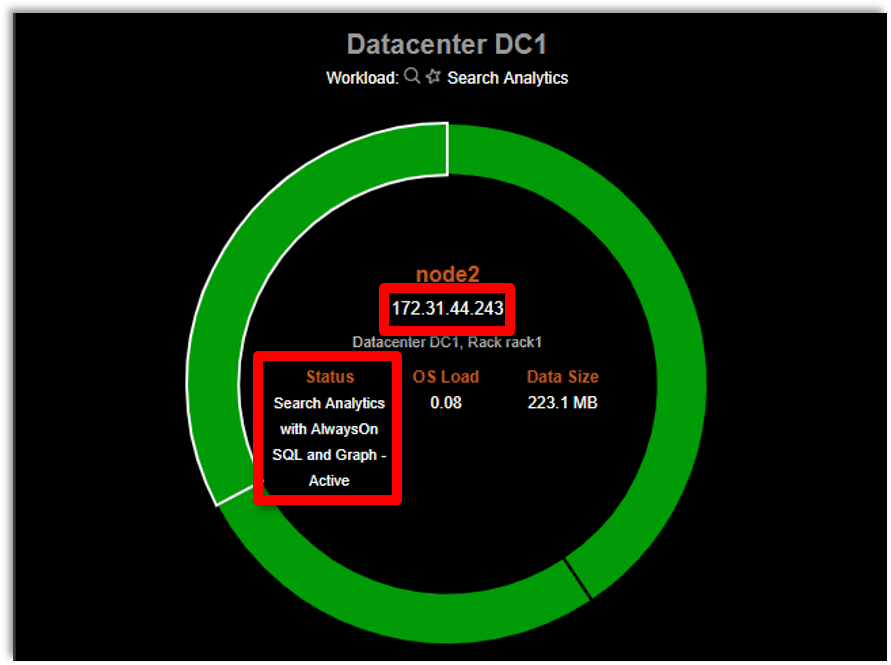 Datacenter DC1
Workload: Search Analytics
node2
172.31.44.243
Datacenter DC1, Rack rack1
Status OS Load Data Size
Search Analytics 0.08 223.1 MB
with AlwaysOn
SQL and Graph -
Active